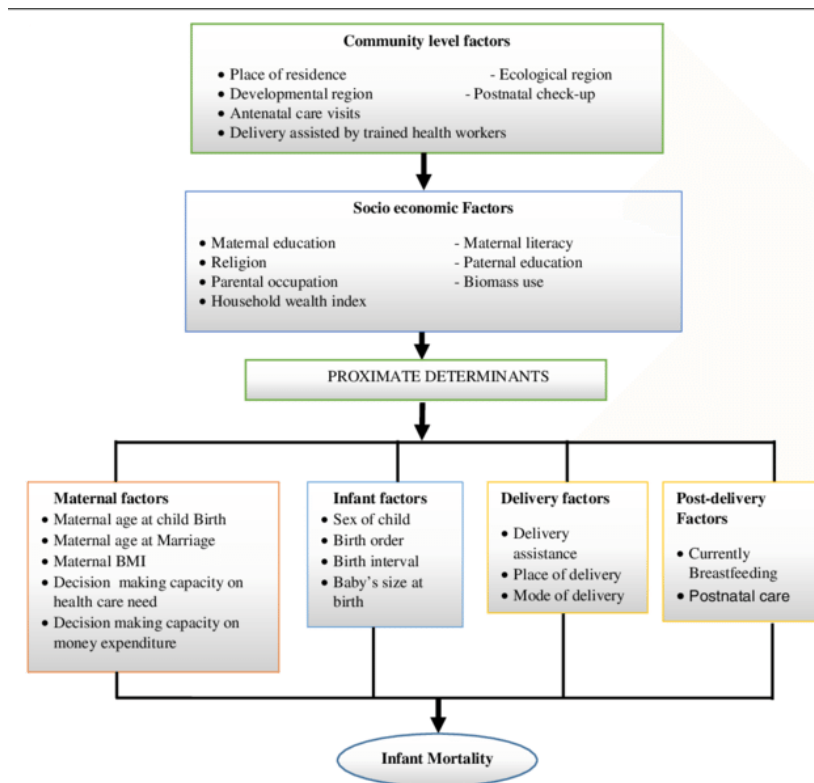 Community level factors
• Place of residence - Ecological region
• Developmental region - Postnatal check-up
• Antenatal care visits
• Delivery assisted by trained health workers
Socio economic Factors
• Maternal education - Maternal literacy
• Religion - Paternal education
• Parental occupation - Biomass use
• Household wealth index
PROXIMATE DETERMINANTS
Maternal factors
• Maternal age at child Birth
• Maternal age at Marriage
• Maternal BMI
• Decision making capacity on
health care need
• Decision making capacity on
money expenditure
Infant factors
• Sex of child
• Birth order
• Birth interval
• Baby's size at
birth
Delivery factors
• Delivery
assistance
• Place of delivery
• Mode of delivery
Post-delivery
Factors
• Currently
Breastfeeding
• Postnatal care
Infant Mortality